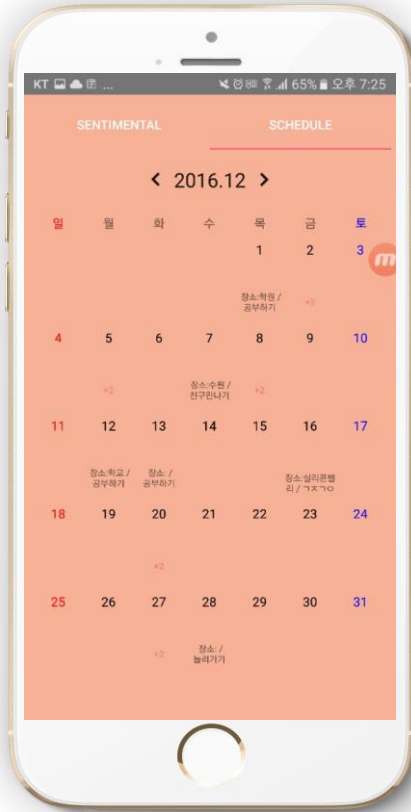 KT ... 65% 오후 7:25
SENTIMENTAL SCHEDULE
< 2016.12 >
일 월 화 수 목 금 토
1 2 3
장소:학원 / +2
공부하기
4 5 6 7 8 9 10
+2 장소:수원 / +2
친구만나기
11 12 13 14 15 16 17
장소:학교 / 장소: / 장소:실리콘밸
공부하기 공부하기 리 / ㄱㅈㄱㅇ
18 19 20 21 22 23 24
+2
25 26 27 28 29 30 31
+2 장소: /
놀러가기